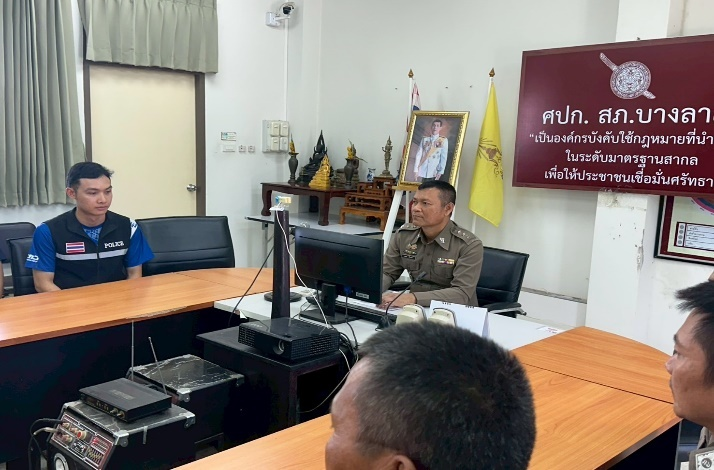 ศปก. สภ.บางลา
"เป็นองค์กรบังคับใช้กฎหมายที่นำ
ในระดับมาตรฐานสากล
เพื่อให้ประชาชนเชื่อมั่นศรัทธา
POLICE